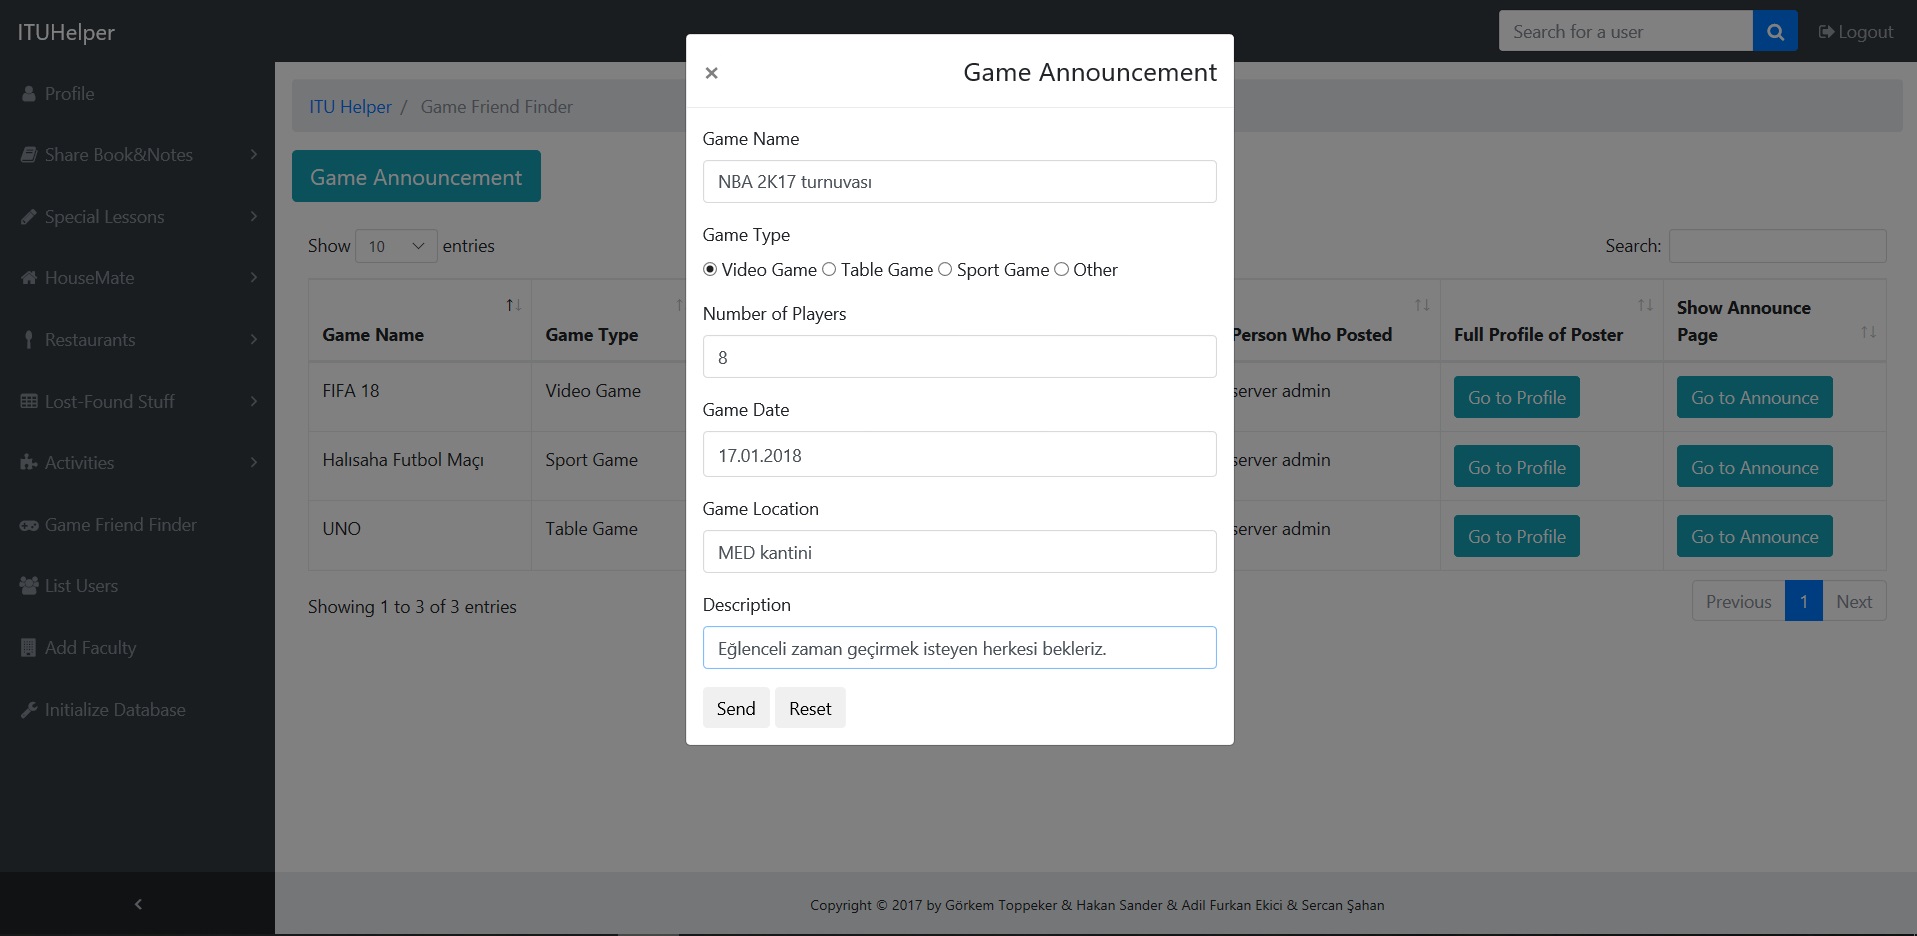 ITUHelper
Search for a user
Logout
Profile
Share Book&Notes
Special Lessons
HouseMate
Restaurants
Lost-Found Stuff
Activities
Game Friend Finder
List Users
Add Faculty
Initialize Database
ITU Helper / Game Friend Finder
Game Announcement
Show 10 entries
Search:
Game Name
Game Type
Person Who Posted
Full Profile of Poster
Show Announce
Page
FIFA 18
Video Game
server admin
Go to Profile
Go to Announce
Halısaha Futbol Maçı
Sport Game
server admin
Go to Profile
Go to Announce
UNO
Table Game
server admin
Go to Profile
Go to Announce
Showing 1 to 3 of 3 entries
Previous 1 Next
× Game Announcement
Game Name
NBA 2K17 turnuvası
Game Type
Video Game Table Game Sport Game Other
Number of Players
8
Game Date
17.01.2018
Game Location
MED kantini
Description
Eğlenceli zaman geçirmek isteyen herkesi bekleriz.
Send Reset
Copyright © 2017 by Görkem Toppeker & Hakan Sander & Adil Furkan Ekici & Sercan Şahan